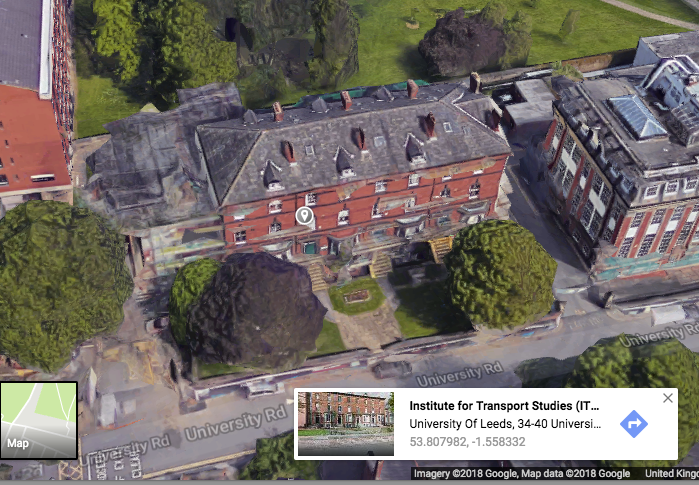 University Rd
University Rd
University Rd
University Rd
Map
Institute for Transport Studies (IT...
University Of Leeds, 34-40 Universi...
53.807982, -1.558332
Imagery ©2018 Google, Map data ©2018 Google United King
CLEAR